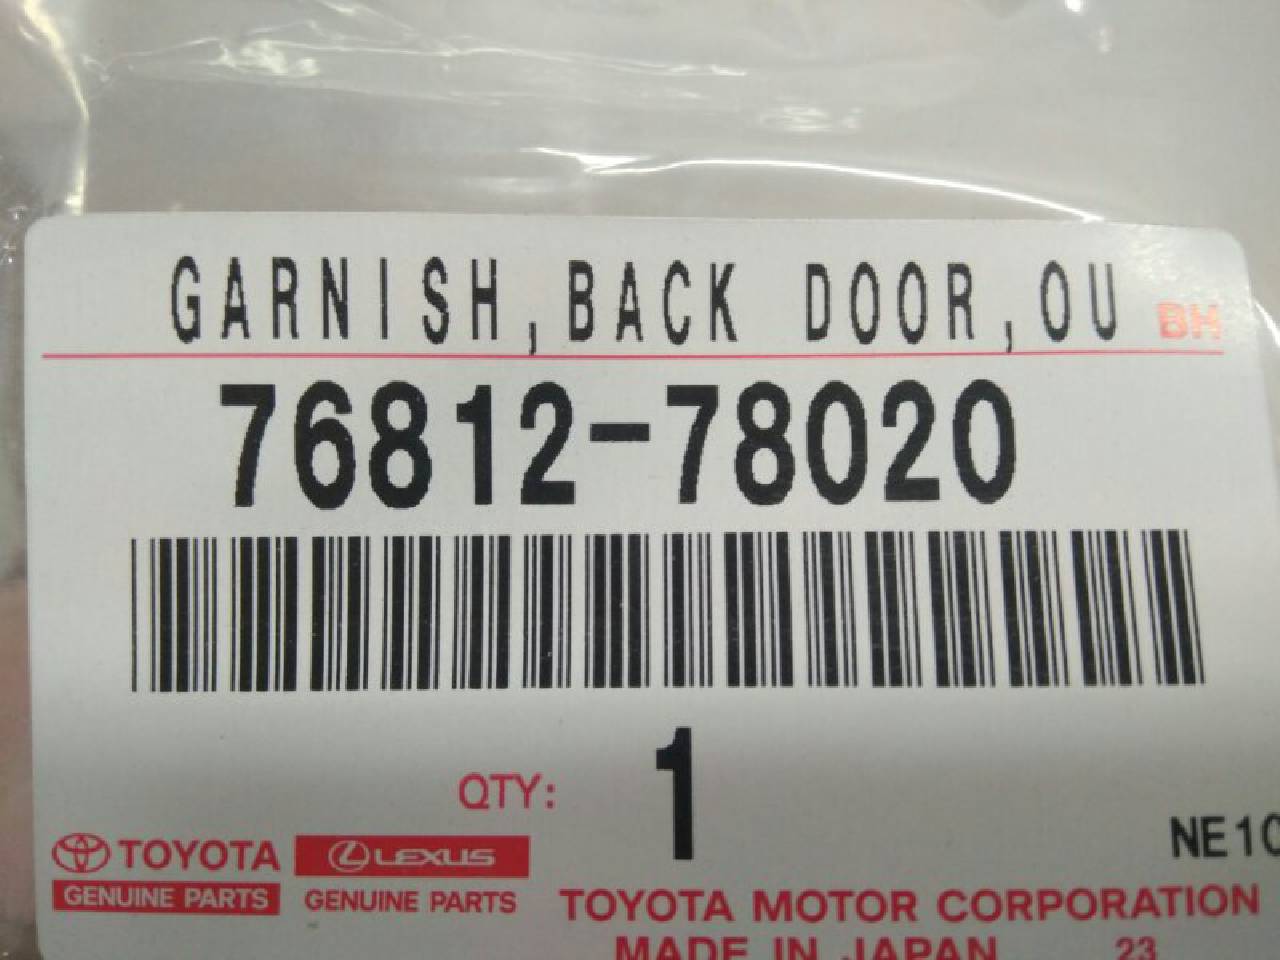 GARNISH,BACK DOOR,OU BH
76812-78020
QTY: 1
NE10
TOYOTA LEXUS
GENUINE PARTS GENUINE PARTS
TOYOTA MOTOR CORPORATION
MADE IN JAPAN 23